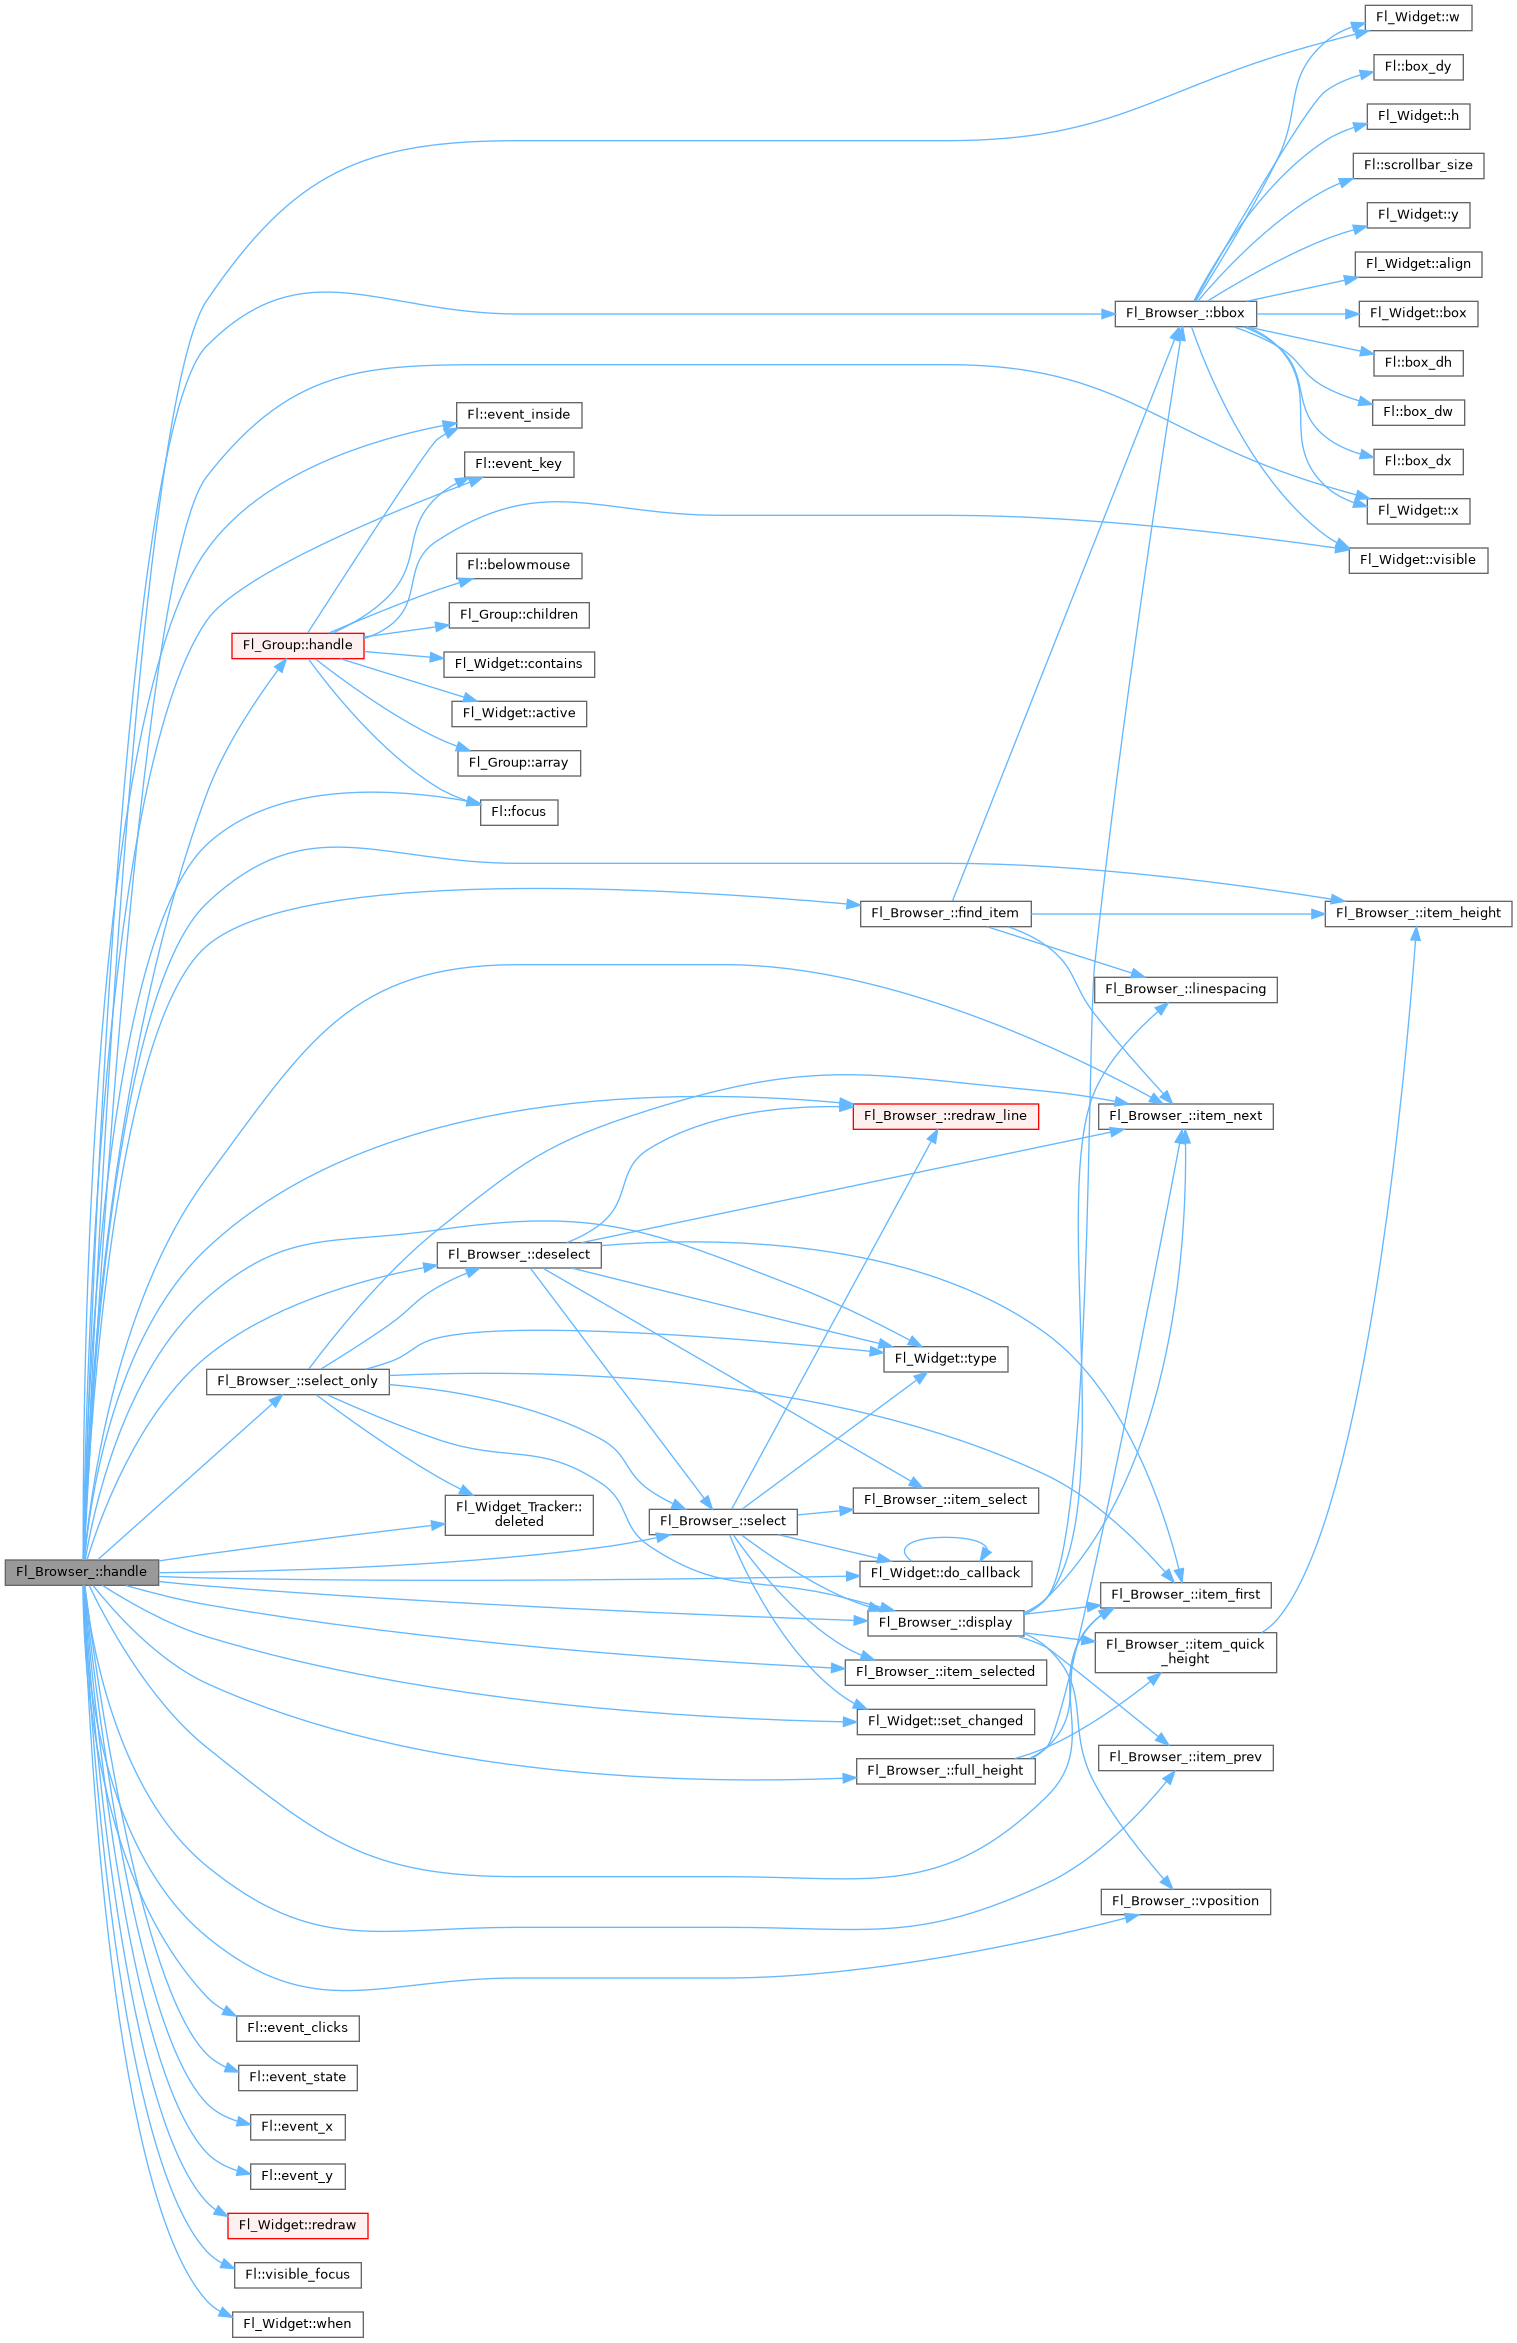 Fl_Widget::w
Fl::box_dy
Fl_Widget::h
Fl::scrollbar_size
Fl_Widget::y
Fl_Widget::align
Fl_Browser_::bbox
Fl_Widget::box
Fl::box_dh
Fl::box_dw
Fl::event_inside
Fl::box_dx
Fl::event_key
Fl_Widget::x
Fl_Widget::visible
Fl::belowmouse
Fl_Group::children
Fl_Group::handle
Fl_Widget::contains
Fl_Widget::active
Fl_Group::array
Fl::focus
Fl_Browser_::find_item
Fl_Browser_::item_height
Fl_Browser_::linespacing
Fl_Browser_::redraw_line
Fl_Browser_::item_next
Fl_Browser_::deselect
Fl_Widget::type
Fl_Browser_::select_only
Fl_Browser_::item_select
Fl_Widget_Tracker::
deleted
Fl_Browser_::select
Fl_Browser_::handle
Fl_Widget::do_callback
Fl_Browser_::item_first
Fl_Browser_::display
Fl_Browser_::item_quick
_height
Fl_Browser_::item_selected
Fl_Widget::set_changed
Fl_Browser_::item_prev
Fl_Browser_::full_height
Fl_Browser_::vposition
Fl::event_clicks
Fl::event_state
Fl::event_x
Fl::event_y
Fl_Widget::redraw
Fl::visible_focus
Fl_Widget::when